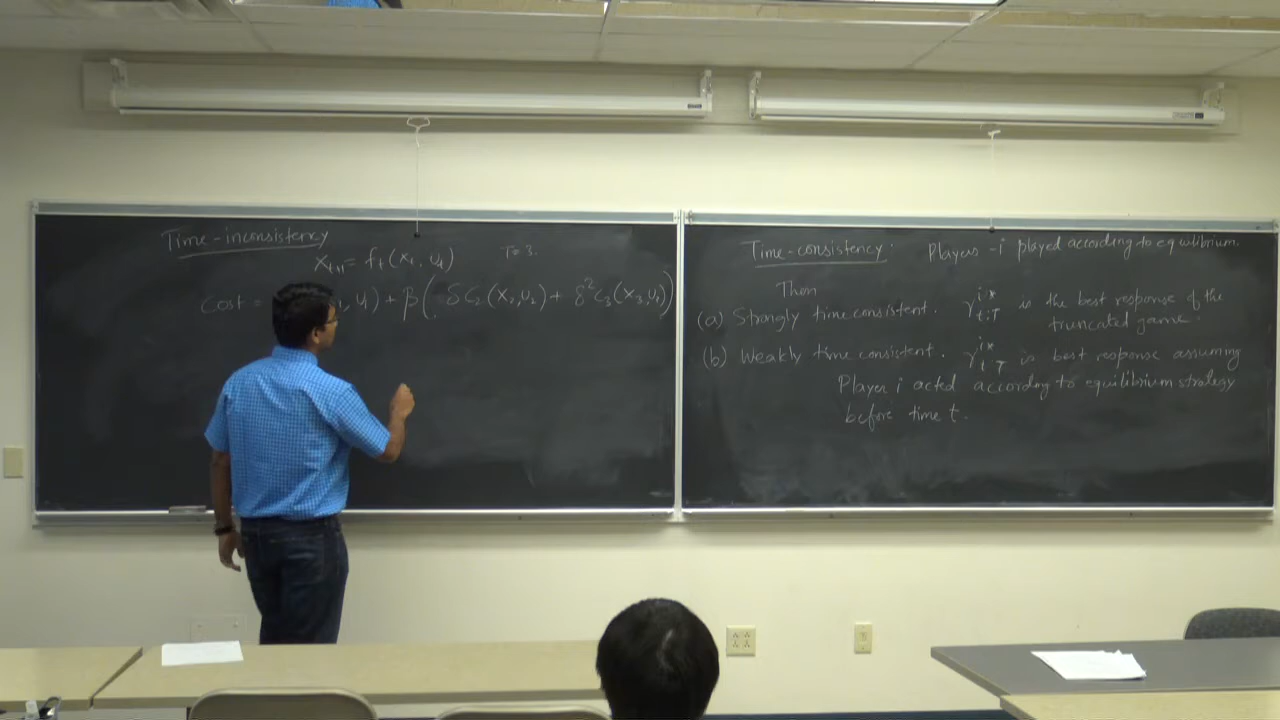 Time-inconsistency
x_{t+1} = f_t(x_t, u_t) T=3.
Cost = , u_1) + β( δ c_2(x_2, u_2) + δ² c_3(x_3, u_3))
Time-consistency. Players -i played according to equilibrium.
Then
(a) Strongly time consistent. γ^{i*}_{t:T} is the best response of the
truncated game.
(b) Weakly time consistent. γ^{i*}_{t:T} is best response assuming
Player i acted according to equilibrium strategy
before time t.